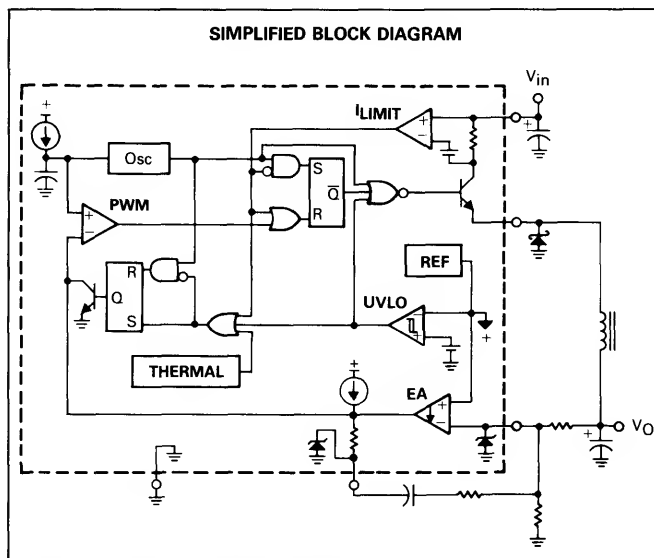 SIMPLIFIED BLOCK DIAGRAM
Vin
ILIMIT
+
+
-
+
Osc
S
Q
R
PWM
+
-
REF
R
Q
S
UVLO
-
+
+
THERMAL
+
EA
+
-
VO
+